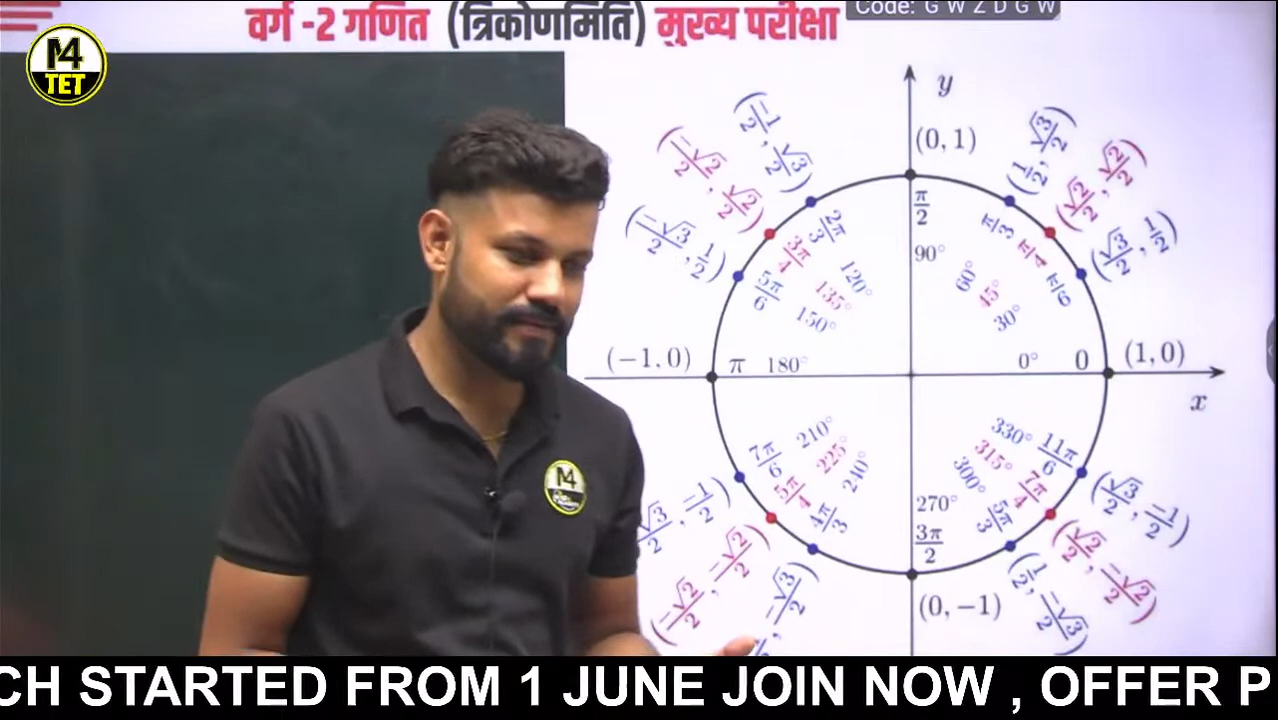 वर्ग -2 गणित (त्रिकोणमिति) मुख्य परीक्षा
Code: G W Z D G W
M4
TET
y
(0, 1)
(-1/2, √3/2)
(1/2, √3/2)
(-√2/2, √2/2)
(√2/2, √2/2)
(-√3/2, 1/2)
(√3/2, 1/2)
π/2
90°
2π/3
π/3
3π/4
π/4
5π/6
π/6
120°
60°
135°
45°
150°
30°
(-1, 0)
π
180°
0°
0
(1, 0)
x
210°
330°
7π/6
11π/6
225°
315°
5π/4
7π/4
240°
300°
4π/3
5π/3
270°
3π/2
√3/2, -1/2)
(√3/2, -1/2)
(-√2/2, -√2/2)
(√2/2, -√2/2)
, -√3/2)
(1/2, -√3/2)
(0, -1)
M4
CH STARTED FROM 1 JUNE JOIN NOW , OFFER P